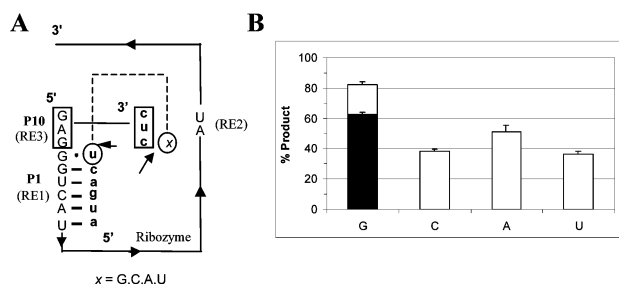 A
3'
5'
P10
(RE3)
G
A
G
G
G
U
C
A
U
3'
c
u
c
x
u
c
a
g
u
a
P1
(RE1)
U
A
(RE2)
5'
Ribozyme
x = G,C,A,U
B
% Product
100
80
60
40
20
0
G
C
A
U